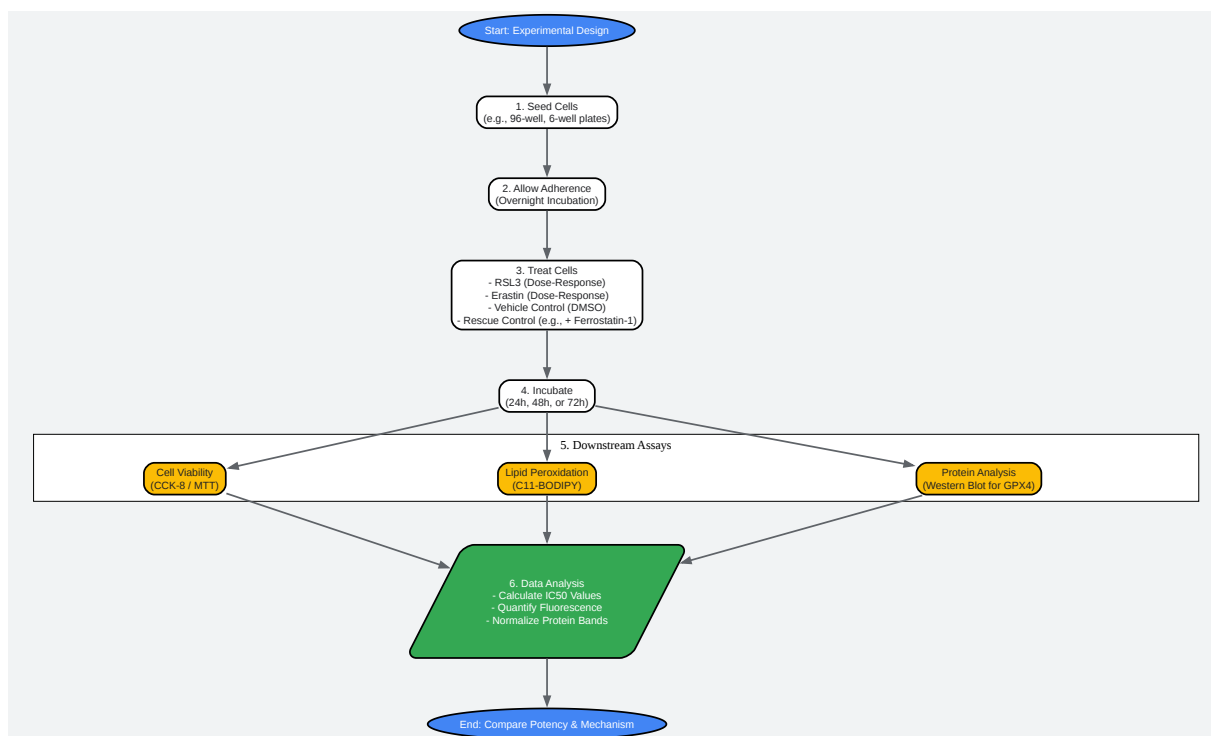 Start: Experimental Design
1. Seed Cells
(e.g., 96-well, 6-well plates)
2. Allow Adherence
(Overnight Incubation)
3. Treat Cells
- RSL3 (Dose-Response)
- Erastin (Dose-Response)
- Vehicle Control (DMSO)
- Rescue Control (e.g., + Ferrostatin-1)
4. Incubate
(24h, 48h, or 72h)
5. Downstream Assays
Cell Viability
(CCK-8 / MTT)
Lipid Peroxidation
(C11-BODIPY)
Protein Analysis
(Western Blot for GPX4)
6. Data Analysis
- Calculate IC50 Values
- Quantify Fluorescence
- Normalize Protein Bands
End: Compare Potency & Mechanism